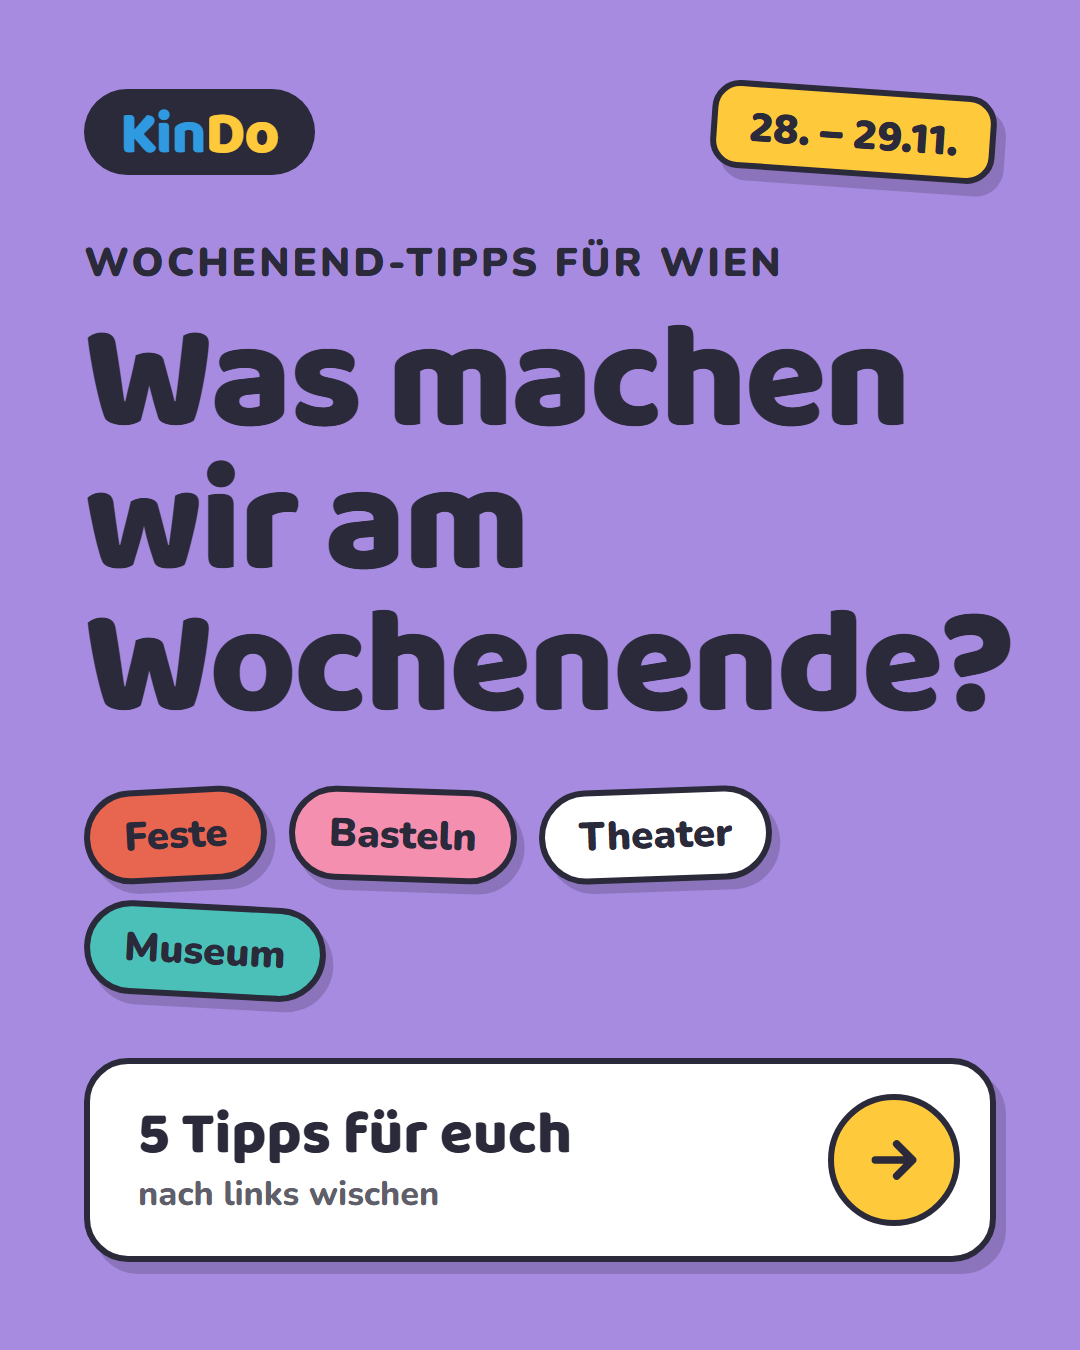 KinDo
28. – 29.11.
WOCHENEND-TIPPS FÜR WIEN
Was machen
wir am
Wochenende?
Feste
Basteln
Theater
Museum
5 Tipps für euch
nach links wischen